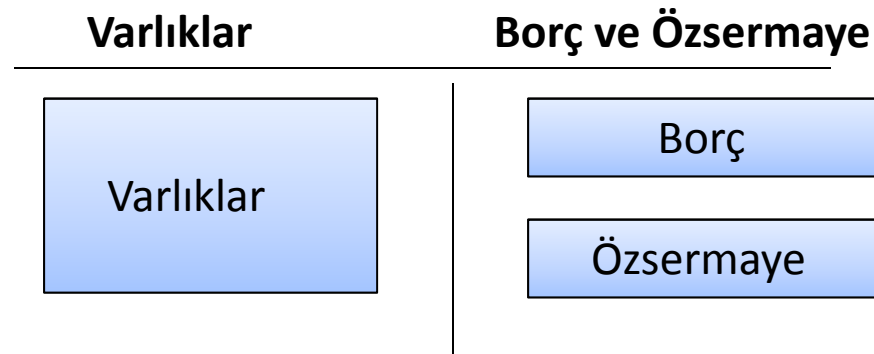 Varlıklar
Borç ve Özsermaye
Varlıklar
Borç
Özsermaye